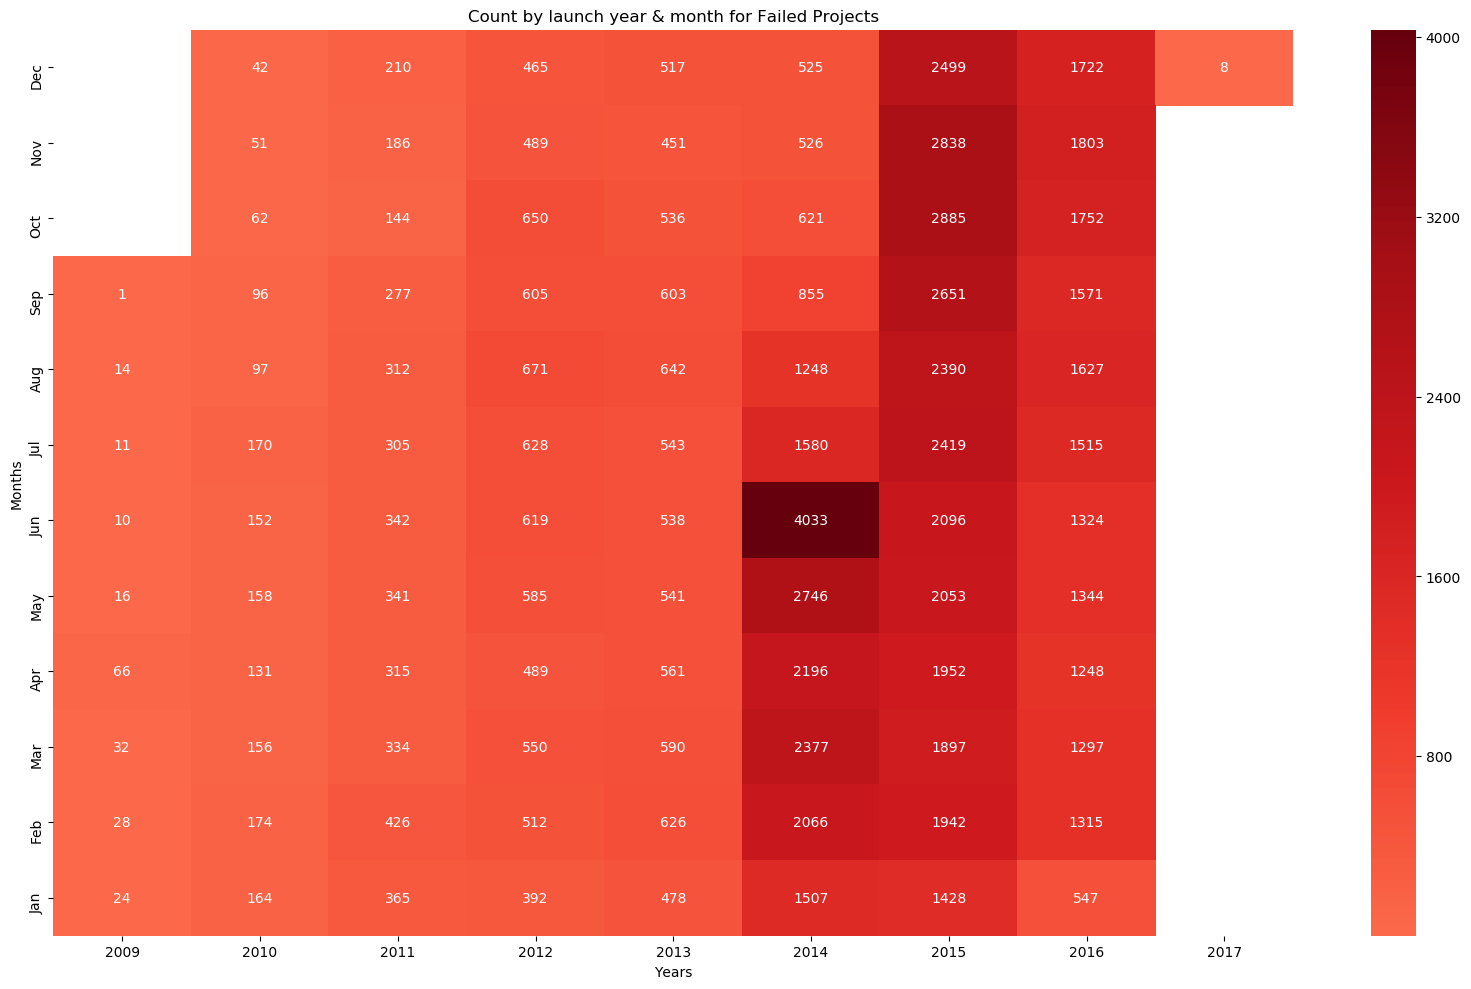 Count by launch year & month for Failed Projects
Dec 42 210 465 517 525 2499 1722 8
Nov 51 186 489 451 526 2838 1803
Oct 62 144 650 536 621 2885 1752
Sep 1 96 277 605 603 855 2651 1571
Aug 14 97 312 671 642 1248 2390 1627
Jul 11 170 305 628 543 1580 2419 1515
Jun 10 152 342 619 538 4033 2096 1324
May 16 158 341 585 541 2746 2053 1344
Apr 66 131 315 489 561 2196 1952 1248
Mar 32 156 334 550 590 2377 1897 1297
Feb 28 174 426 512 626 2066 1942 1315
Jan 24 164 365 392 478 1507 1428 547
2009 2010 2011 2012 2013 2014 2015 2016 2017
Years
Months
4000
3200
2400
1600
800